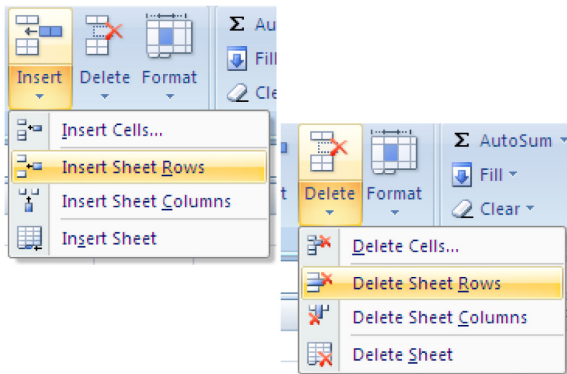 Σ Au
Insert Delete Format Fill
Cle
Insert Cells...
Insert Sheet Rows
Insert Sheet Columns
Insert Sheet
Σ AutoSum
t Delete Format Fill
Clear
Delete Cells...
Delete Sheet Rows
Delete Sheet Columns
Delete Sheet